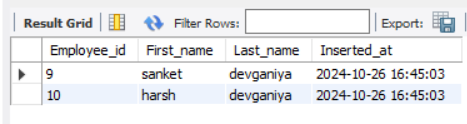 Result Grid Filter Rows: Export:
Employee_id First_name Last_name Inserted_at
9 sanket devganiya 2024-10-26 16:45:03
10 harsh devganiya 2024-10-26 16:45:03